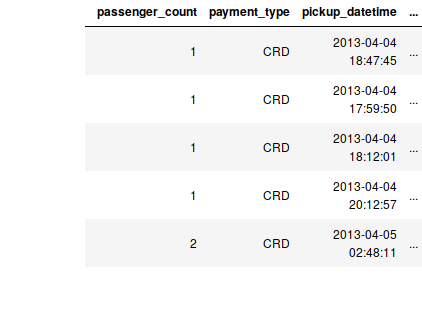 passenger_count payment_type pickup_datetime ...
1 CRD 2013-04-04 18:47:45 ...
1 CRD 2013-04-04 17:59:50 ...
1 CRD 2013-04-04 18:12:01 ...
1 CRD 2013-04-04 20:12:57 ...
2 CRD 2013-04-05 02:48:11 ...